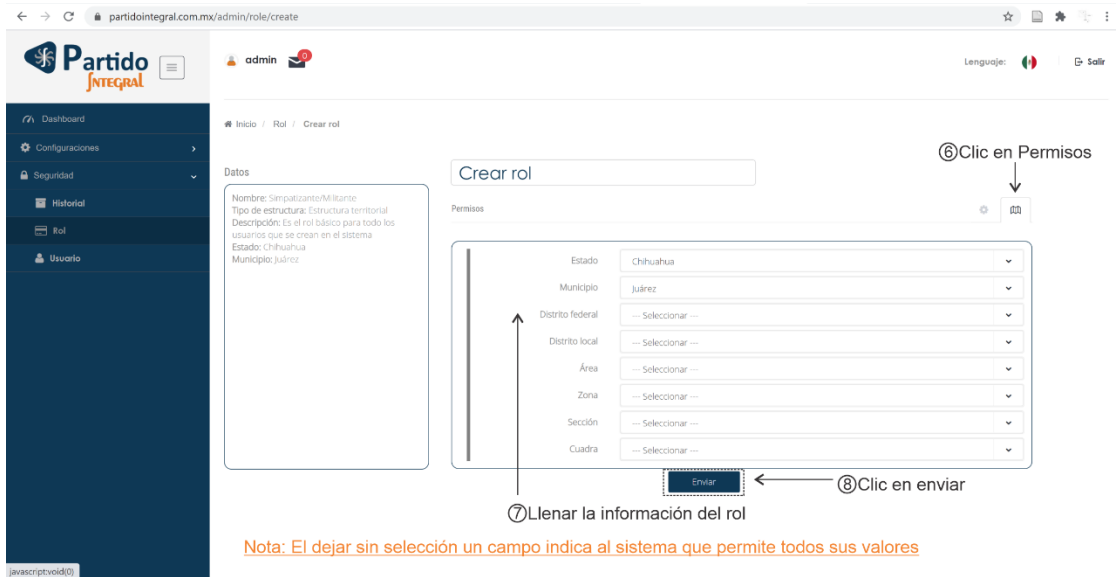 partidointegral.com.mx/admin/role/create
Partido
INTEGRAL
admin
0
Lenguaje:
Salir
Dashboard
Configuraciones
Seguridad
Historial
Rol
Usuario
Inicio / Rol / Crear rol
⑥Clic en Permisos
Datos
Nombre: Simpatizante/Militante
Tipo de estructura: Estructura territorial
Descripción: Es el rol básico para todo los
usuarios que se crean en el sistema
Estado: Chihuahua
Municipio: Juárez
Crear rol
Permisos
Estado Chihuahua
Municipio Juárez
Distrito federal --- Seleccionar ---
Distrito local --- Seleccionar ---
Área --- Seleccionar ---
Zona --- Seleccionar ---
Sección --- Seleccionar ---
Cuadra --- Seleccionar ---
Enviar
⑧Clic en enviar
⑦Llenar la información del rol
Nota: El dejar sin selección un campo indica al sistema que permite todos sus valores
javascript:void(0)